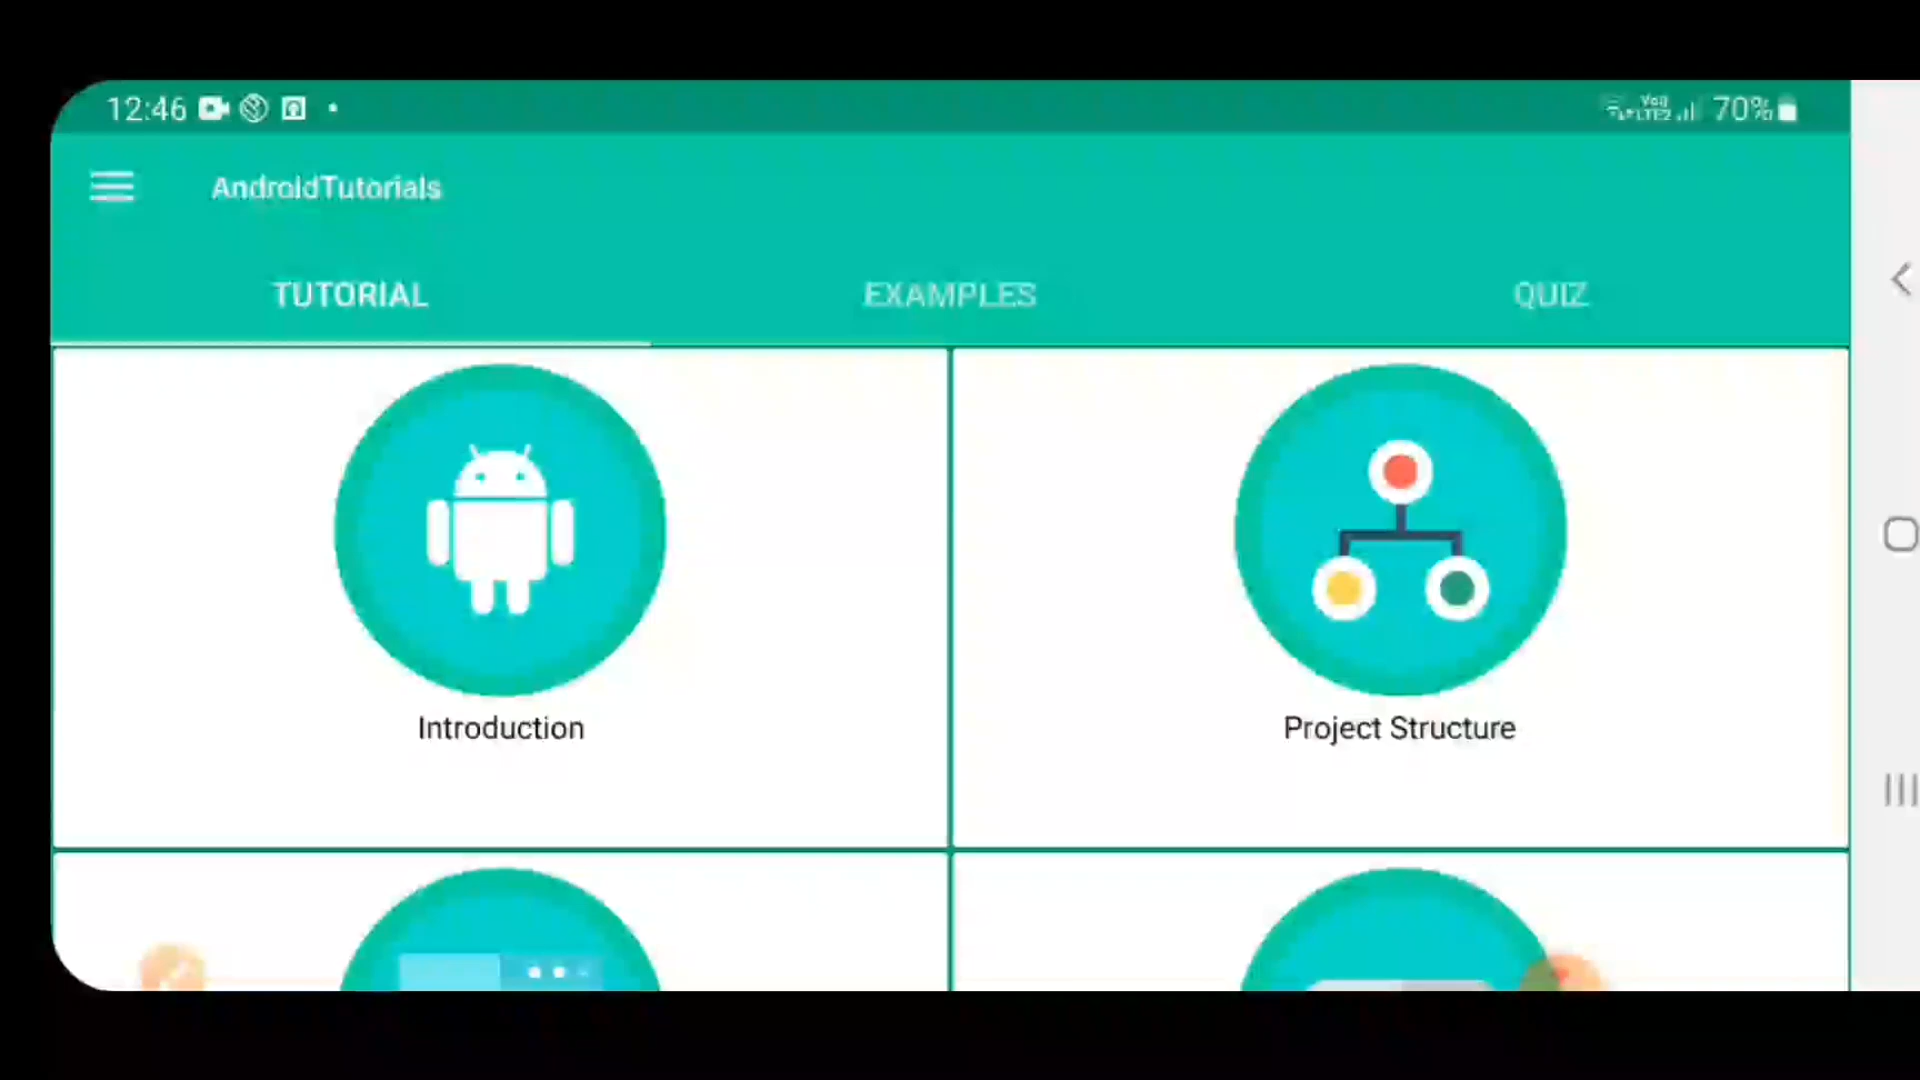 12:46
70%
AndroidTutorials
TUTORIAL EXAMPLES QUIZ
Introduction
Project Structure